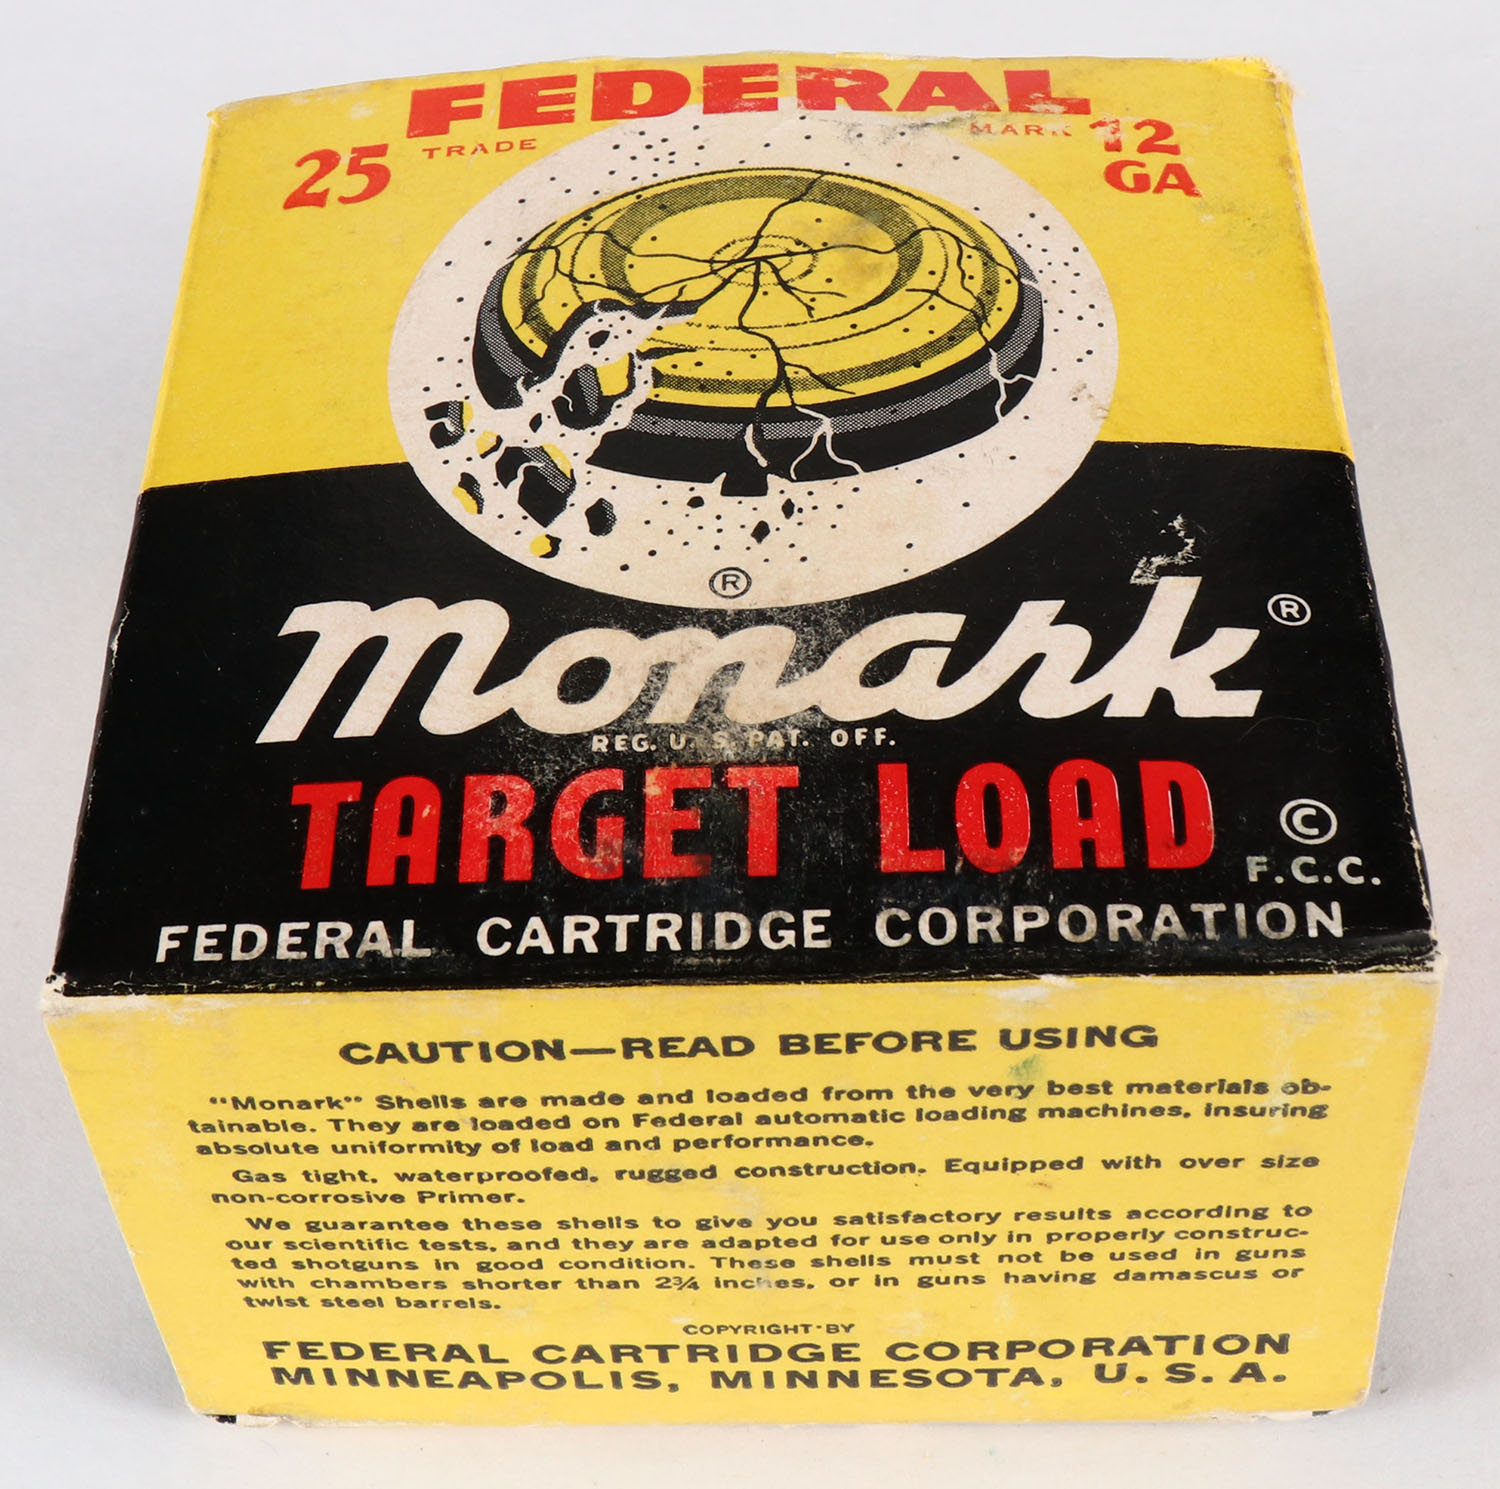 FEDERAL
25 TRADE MARK 12
GA
®
Monark ®
REG. U. S. PAT. OFF.
TARGET LOAD ©
F.C.C.
FEDERAL CARTRIDGE CORPORATION
CAUTION—READ BEFORE USING
"Monark" Shells are made and loaded from the very best materials ob-
tainable. They are loaded on Federal automatic loading machines, insuring
absolute uniformity of load and performance.
Gas tight, waterproofed, rugged construction. Equipped with over size
non-corrosive Primer.
We guarantee these shells to give you satisfactory results according to
our scientific tests, and they are adapted for use only in properly construc-
ted shotguns in good condition. These shells must not be used in guns
with chambers shorter than 2¾ inches, or in guns having damascus or
twist steel barrels.
COPYRIGHT·BY
FEDERAL CARTRIDGE CORPORATION
MINNEAPOLIS, MINNESOTA, U. S. A.